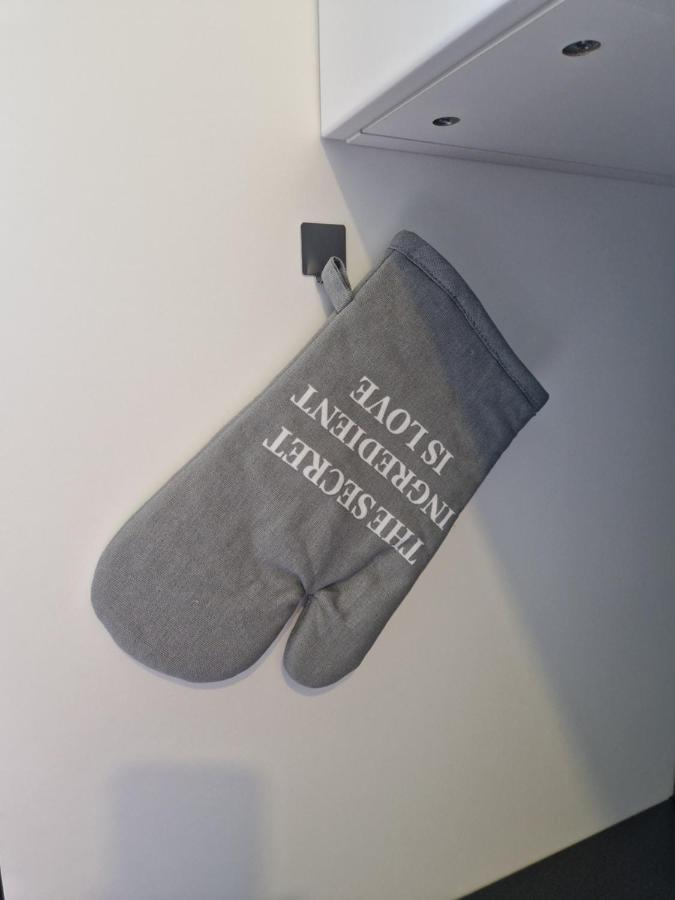 THE SECRET
INGREDIENT
IS LOVE